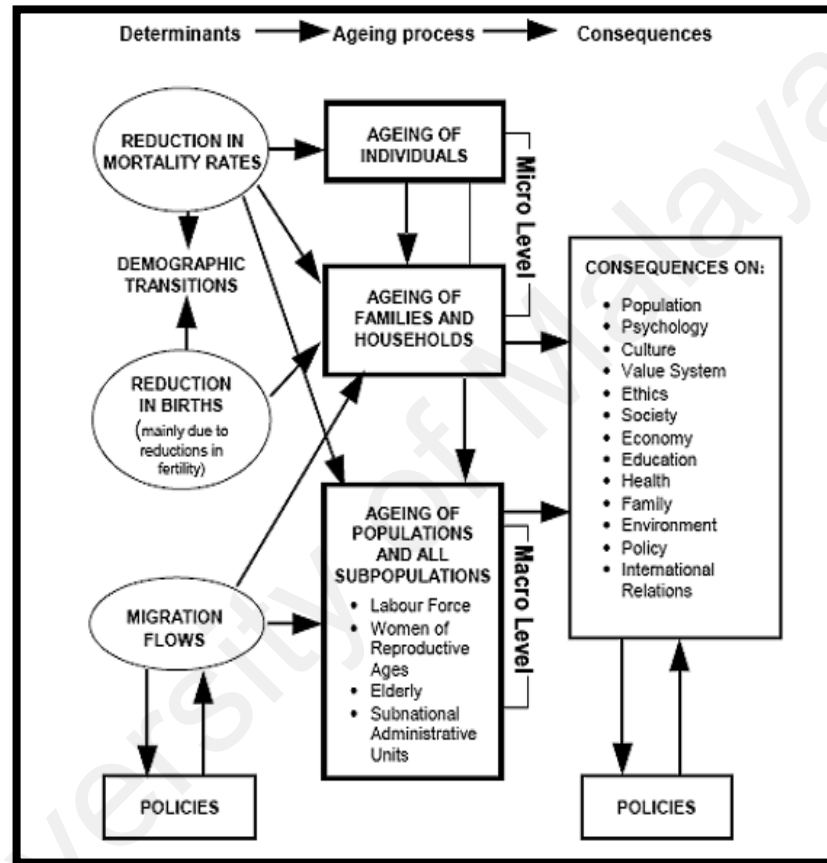 Determinants Ageing process Consequences
REDUCTION IN
MORTALITY RATES
AGEING OF
INDIVIDUALS
Micro Level
DEMOGRAPHIC
TRANSITIONS
AGEING OF
FAMILIES AND
HOUSEHOLDS
REDUCTION
IN BIRTHS
(mainly due to
reductions in
fertility)
AGEING OF
POPULATIONS
AND ALL
SUBPOPULATIONS
• Labour Force
• Women of
Reproductive
Ages
• Elderly
• Subnational
Administrative
Units
Macro Level
MIGRATION
FLOWS
POLICIES
CONSEQUENCES ON:
• Population
• Psychology
• Culture
• Value System
• Ethics
• Society
• Economy
• Education
• Health
• Family
• Environment
• Policy
• International
Relations
POLICIES
versity of Malaya